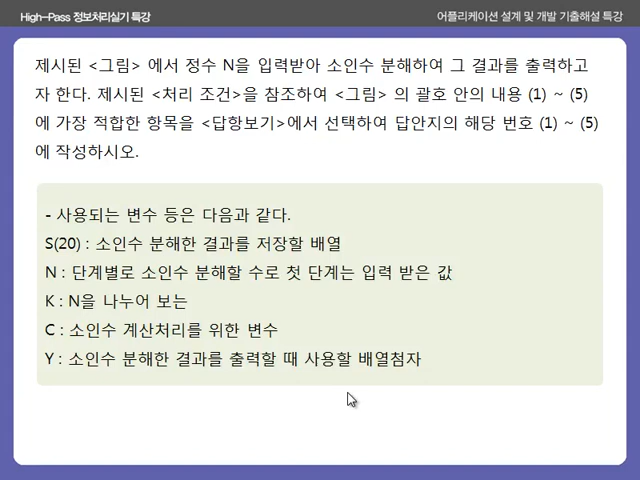 High-Pass 정보처리실기 특강
어플리케이션 설계 및 개발 기출해설 특강
제시된 <그림> 에서 정수 N을 입력받아 소인수 분해하여 그 결과를 출력하고
자 한다. 제시된 <처리 조건>을 참조하여 <그림> 의 괄호 안의 내용 (1) ~ (5)
에 가장 적합한 항목을 <답항보기>에서 선택하여 답안지의 해당 번호 (1) ~ (5)
에 작성하시오.
- 사용되는 변수 등은 다음과 같다.
S(20) : 소인수 분해한 결과를 저장할 배열
N : 단계별로 소인수 분해할 수로 첫 단계는 입력 받은 값
K : N을 나누어 보는
C : 소인수 계산처리를 위한 변수
Y : 소인수 분해한 결과를 출력할 때 사용할 배열첨자